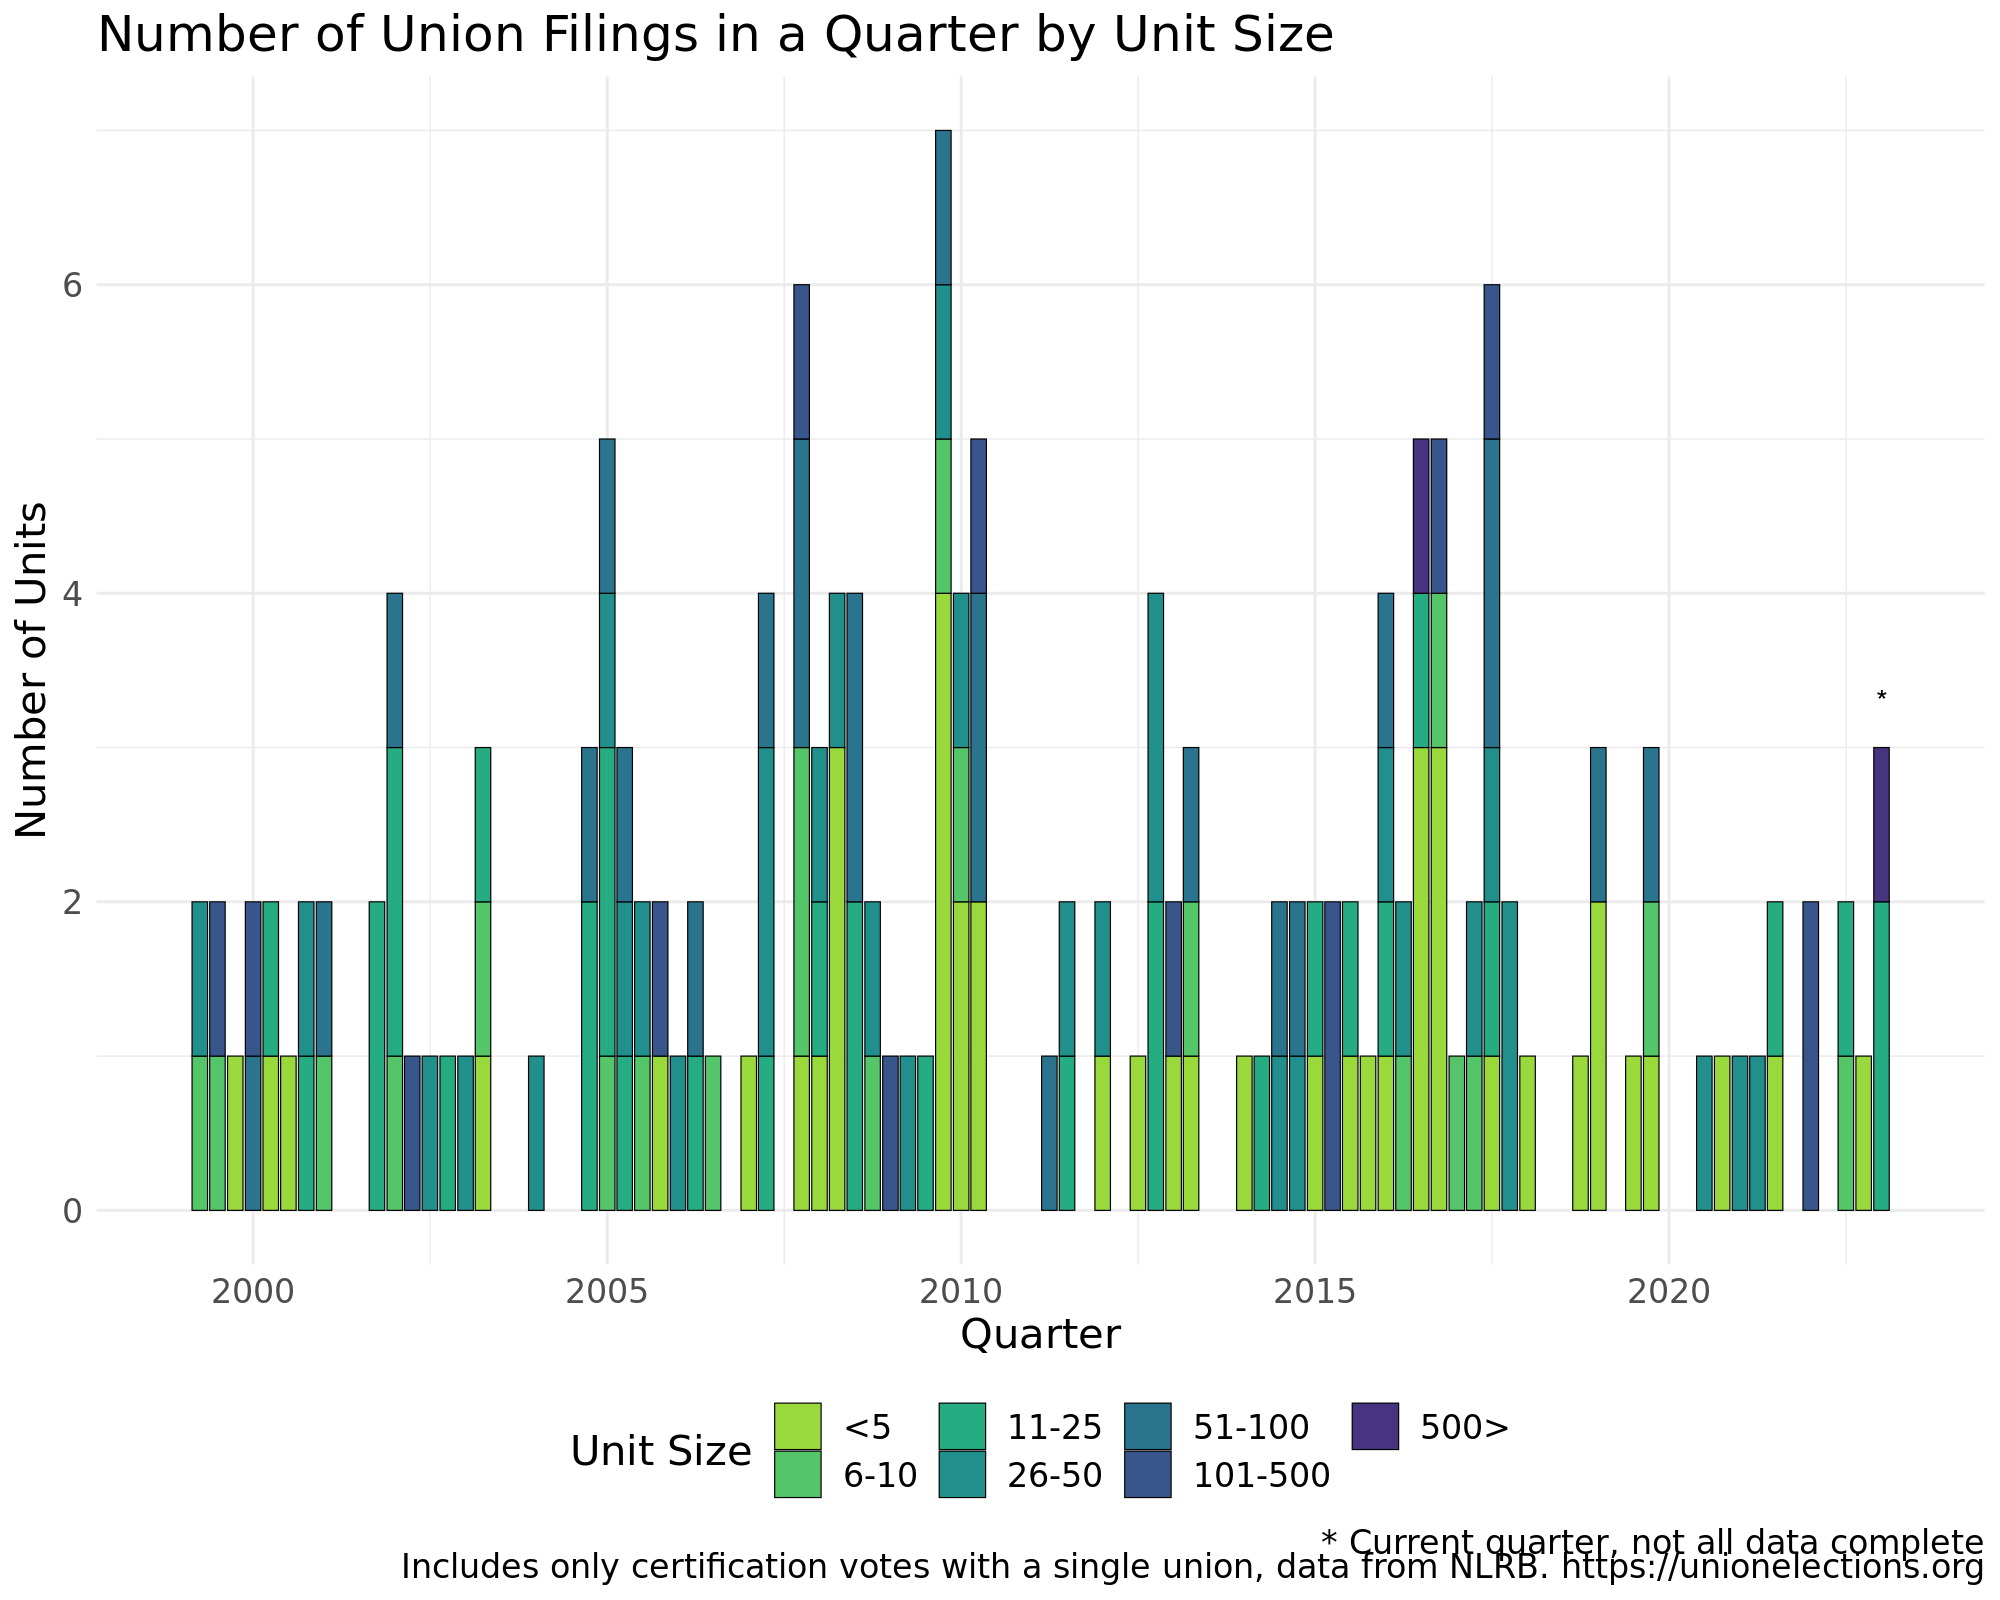 Number of Union Filings in a Quarter by Unit Size
Number of Units
6
4
2
0
*
2000 2005 2010 2015 2020
Quarter
Unit Size
<5 11-25 51-100 500>
6-10 26-50 101-500
* Current quarter, not all data complete
Includes only certification votes with a single union, data from NLRB. https://unionelections.org